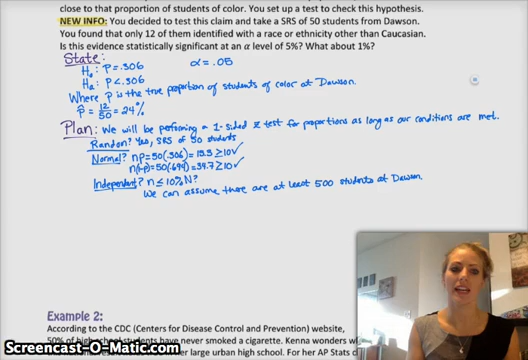 close to that proportion of students of color. You set up a test to check this hypothesis.
NEW INFO: You decided to test this claim and take a SRS of 50 students from Dawson.
You found that only 12 of them identified with a race or ethnicity other than Caucasian.
Is this evidence statistically significant at an α level of 5%? What about 1%?
State: H₀: P = .306 α = .05
Hₐ: P < .306
Where P is the true proportion of students of color at Dawson.
p̂ = 12/50 = 24%
Plan: We will be performing a 1-Sided Z test for proportions as long as our conditions are met.
Random? Yes, SRS of 50 students
Normal? np = 50(.306) = 15.3 ≥ 10 ✓
n(1-p) = 50(.694) = 34.7 ≥ 10 ✓
Independent? n ≤ 10% N?
We can assume there are at least 500 students at Dawson.
Example 2:
According to the CDC (Centers for Disease Control and Prevention) website,
50% of high school students have never smoked a cigarette. Kenna wonders w
er large urban high school. For her AP Stats c
Screencast-O-Matic.com